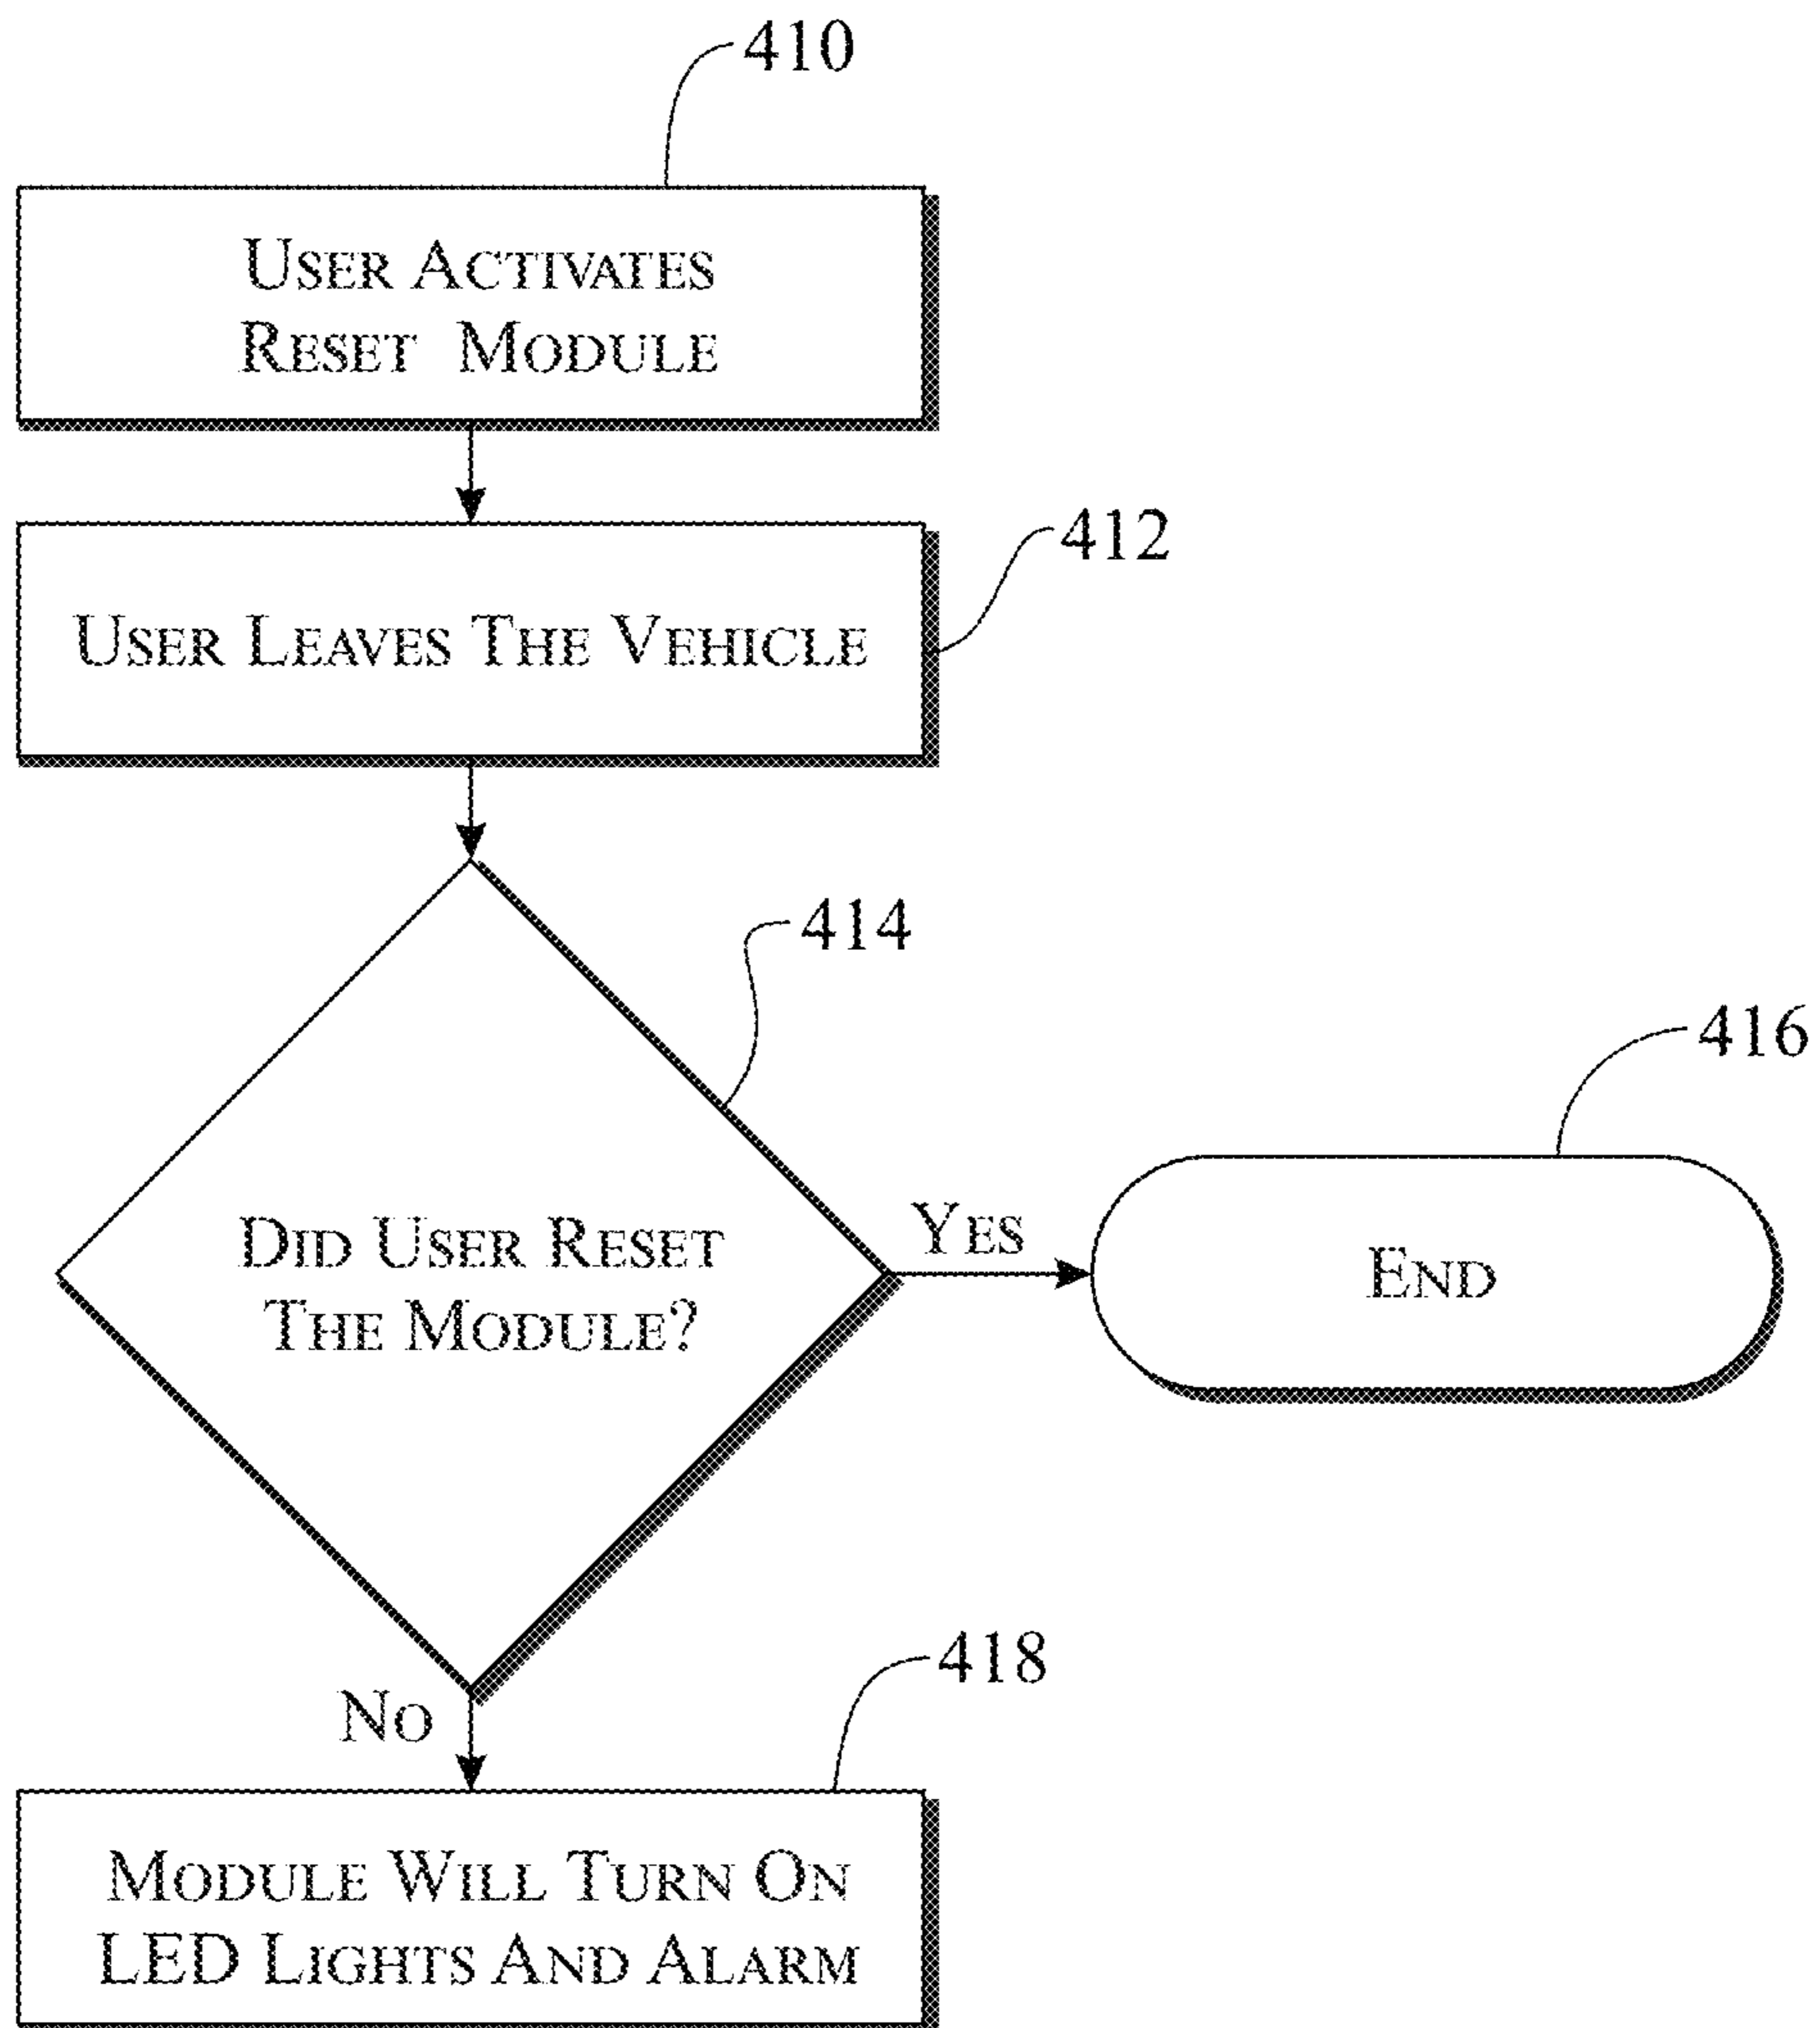 410
User Activates
Reset Module
412
User Leaves The Vehicle
414
Did User Reset
The Module?
Yes
416
End
No
418
Module Will Turn On
LED Lights And Alarm